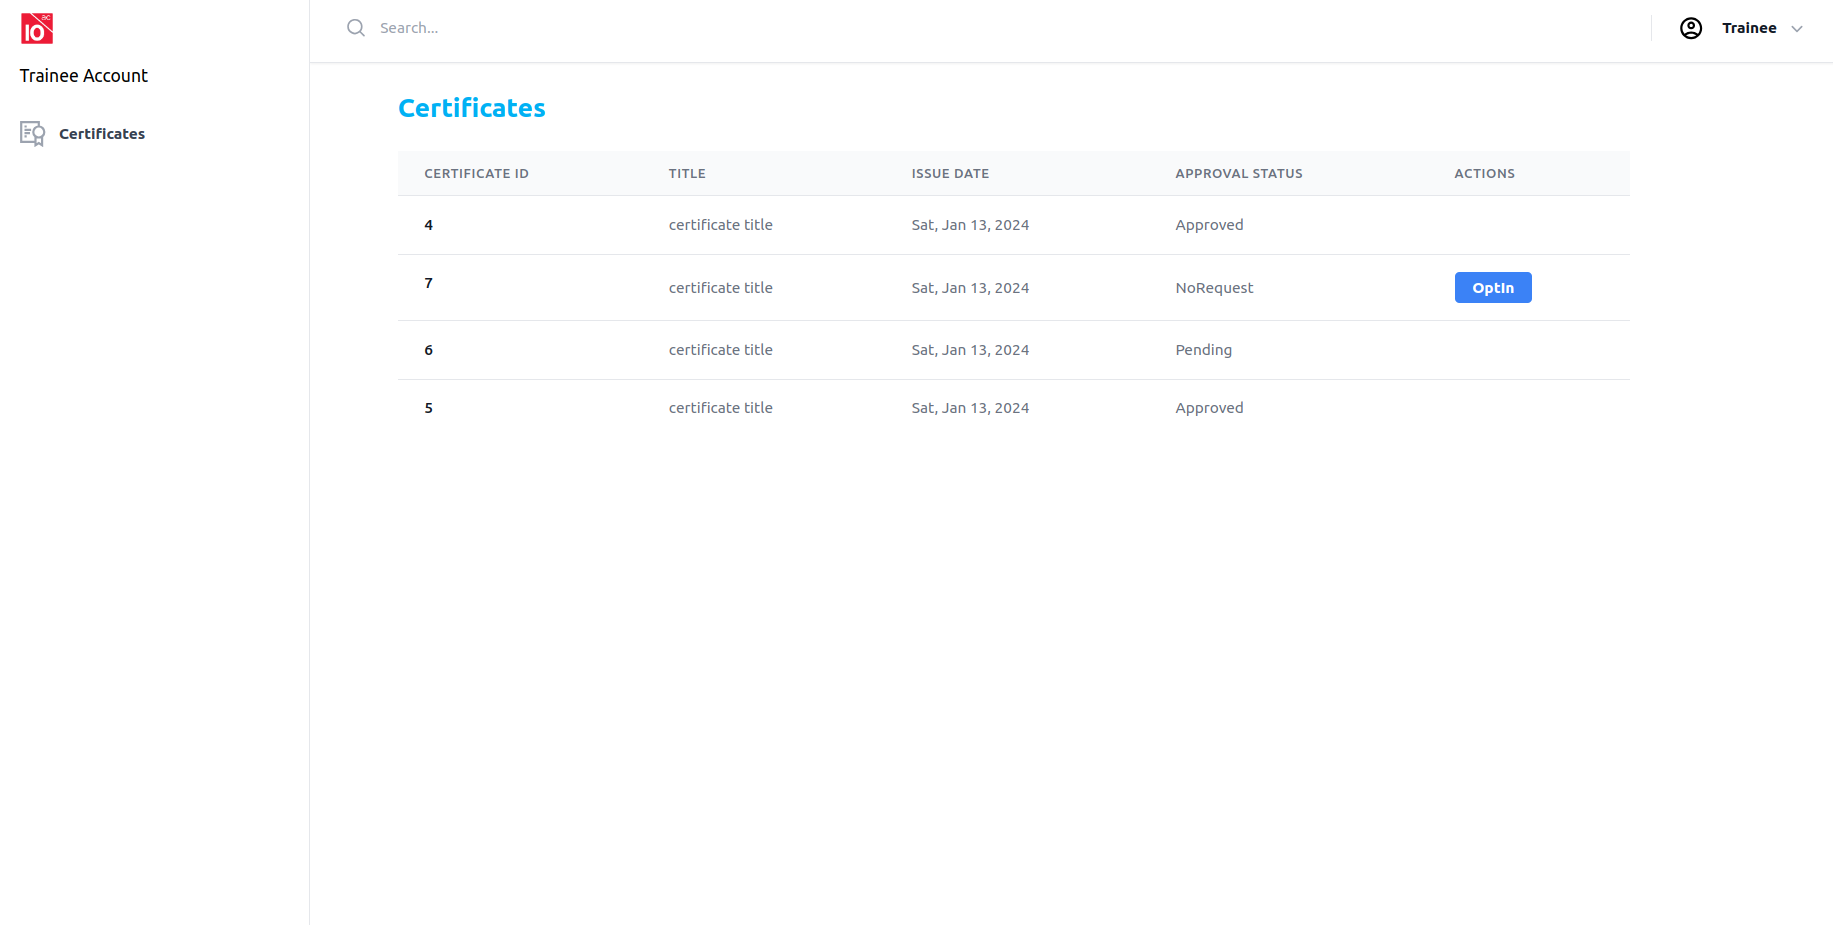 IO ac
Search...
Trainee
Trainee Account
Certificates
Certificates
CERTIFICATE ID TITLE ISSUE DATE APPROVAL STATUS ACTIONS
4 certificate title Sat, Jan 13, 2024 Approved
7 certificate title Sat, Jan 13, 2024 NoRequest OptIn
6 certificate title Sat, Jan 13, 2024 Pending
5 certificate title Sat, Jan 13, 2024 Approved